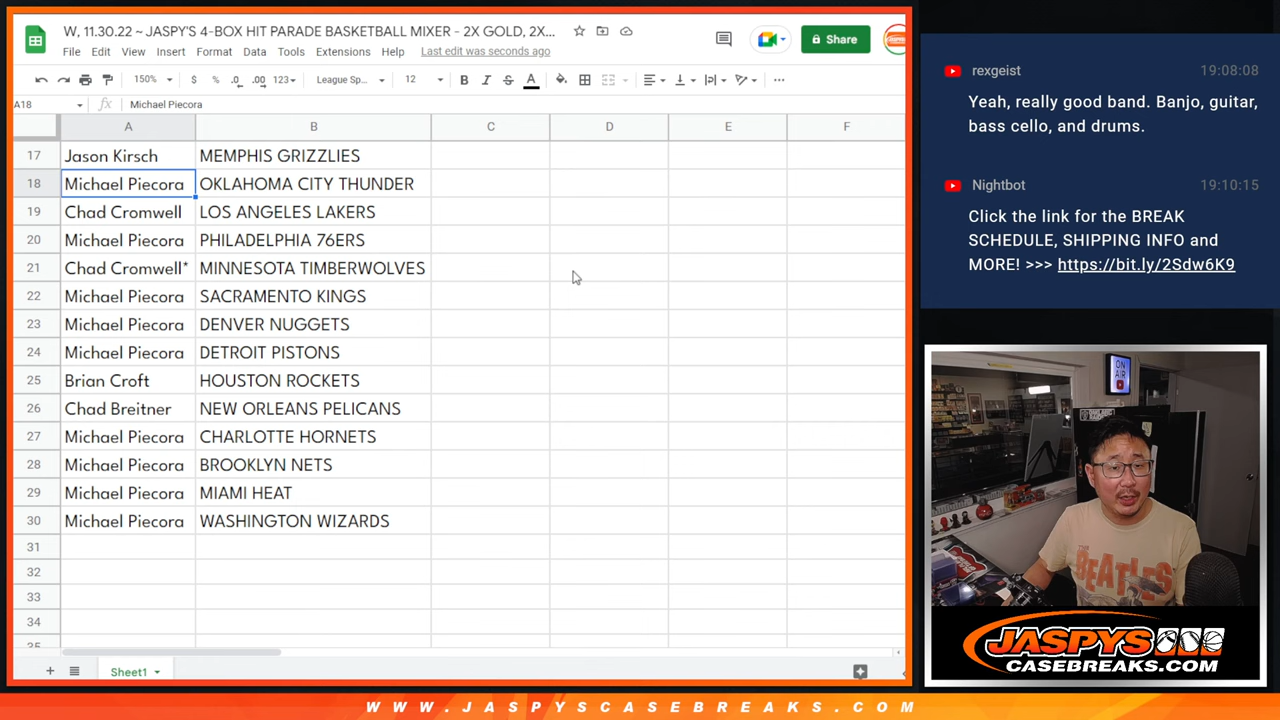 W, 11.30.22 ~ JASPY'S 4-BOX HIT PARADE BASKETBALL MIXER - 2X GOLD, 2X...
File Edit View Insert Format Data Tools Extensions Help Last edit was seconds ago
Share
150% $ % .0 .00 123 League Sp... 12 B I S A
A18 fx Michael Piecora
A B C D E F
17 Jason Kirsch MEMPHIS GRIZZLIES
18 Michael Piecora OKLAHOMA CITY THUNDER
19 Chad Cromwell LOS ANGELES LAKERS
20 Michael Piecora PHILADELPHIA 76ERS
21 Chad Cromwell* MINNESOTA TIMBERWOLVES
22 Michael Piecora SACRAMENTO KINGS
23 Michael Piecora DENVER NUGGETS
24 Michael Piecora DETROIT PISTONS
25 Brian Croft HOUSTON ROCKETS
26 Chad Breitner NEW ORLEANS PELICANS
27 Michael Piecora CHARLOTTE HORNETS
28 Michael Piecora BROOKLYN NETS
29 Michael Piecora MIAMI HEAT
30 Michael Piecora WASHINGTON WIZARDS
31
32
33
34
35
Sheet1
rexgeist 19:08:08
Yeah, really good band. Banjo, guitar,
bass cello, and drums.
Nightbot 19:10:15
Click the link for the BREAK
SCHEDULE, SHIPPING INFO and
MORE! >>> https://bit.ly/2Sdw6K9
ON
AIR
THE
BEATLES
JASPYS
CASEBREAKS.COM
WWW.JASPYSCASEBREAKS.COM